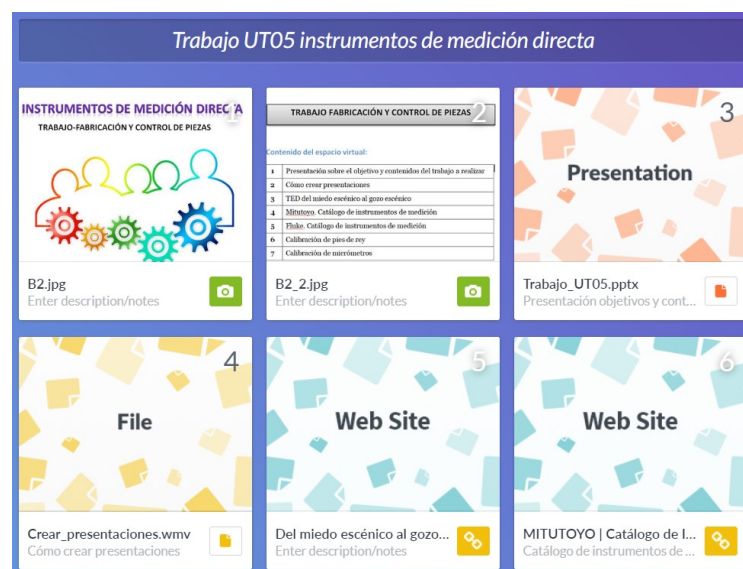 Trabajo UT05 instrumentos de medición directa
1
INSTRUMENTOS DE MEDICIÓN DIRECTA
TRABAJO-FABRICACIÓN Y CONTROL DE PIEZAS
B2.jpg
Enter description/notes
2
TRABAJO FABRICACIÓN Y CONTROL DE PIEZAS
Contenido del espacio virtual:
1 Presentación sobre el objetivo y contenidos del trabajo a realizar
2 Cómo crear presentaciones
3 TED del miedo escénico al gozo escénico
4 Mitutoyo. Catálogo de instrumentos de medición
5 Fluke. Catálogo de instrumentos de medición
6 Calibración de pies de rey
7 Calibración de micrómetros
B2_2.jpg
Enter description/notes
3
Presentation
Trabajo_UT05.pptx
Presentación objetivos y cont...
4
File
Crear_presentaciones.wmv
Cómo crear presentaciones
5
Web Site
Del miedo escénico al gozo...
Enter description/notes
6
Web Site
MITUTOYO | Catálogo de I...
Catálogo de instrumentos de ...